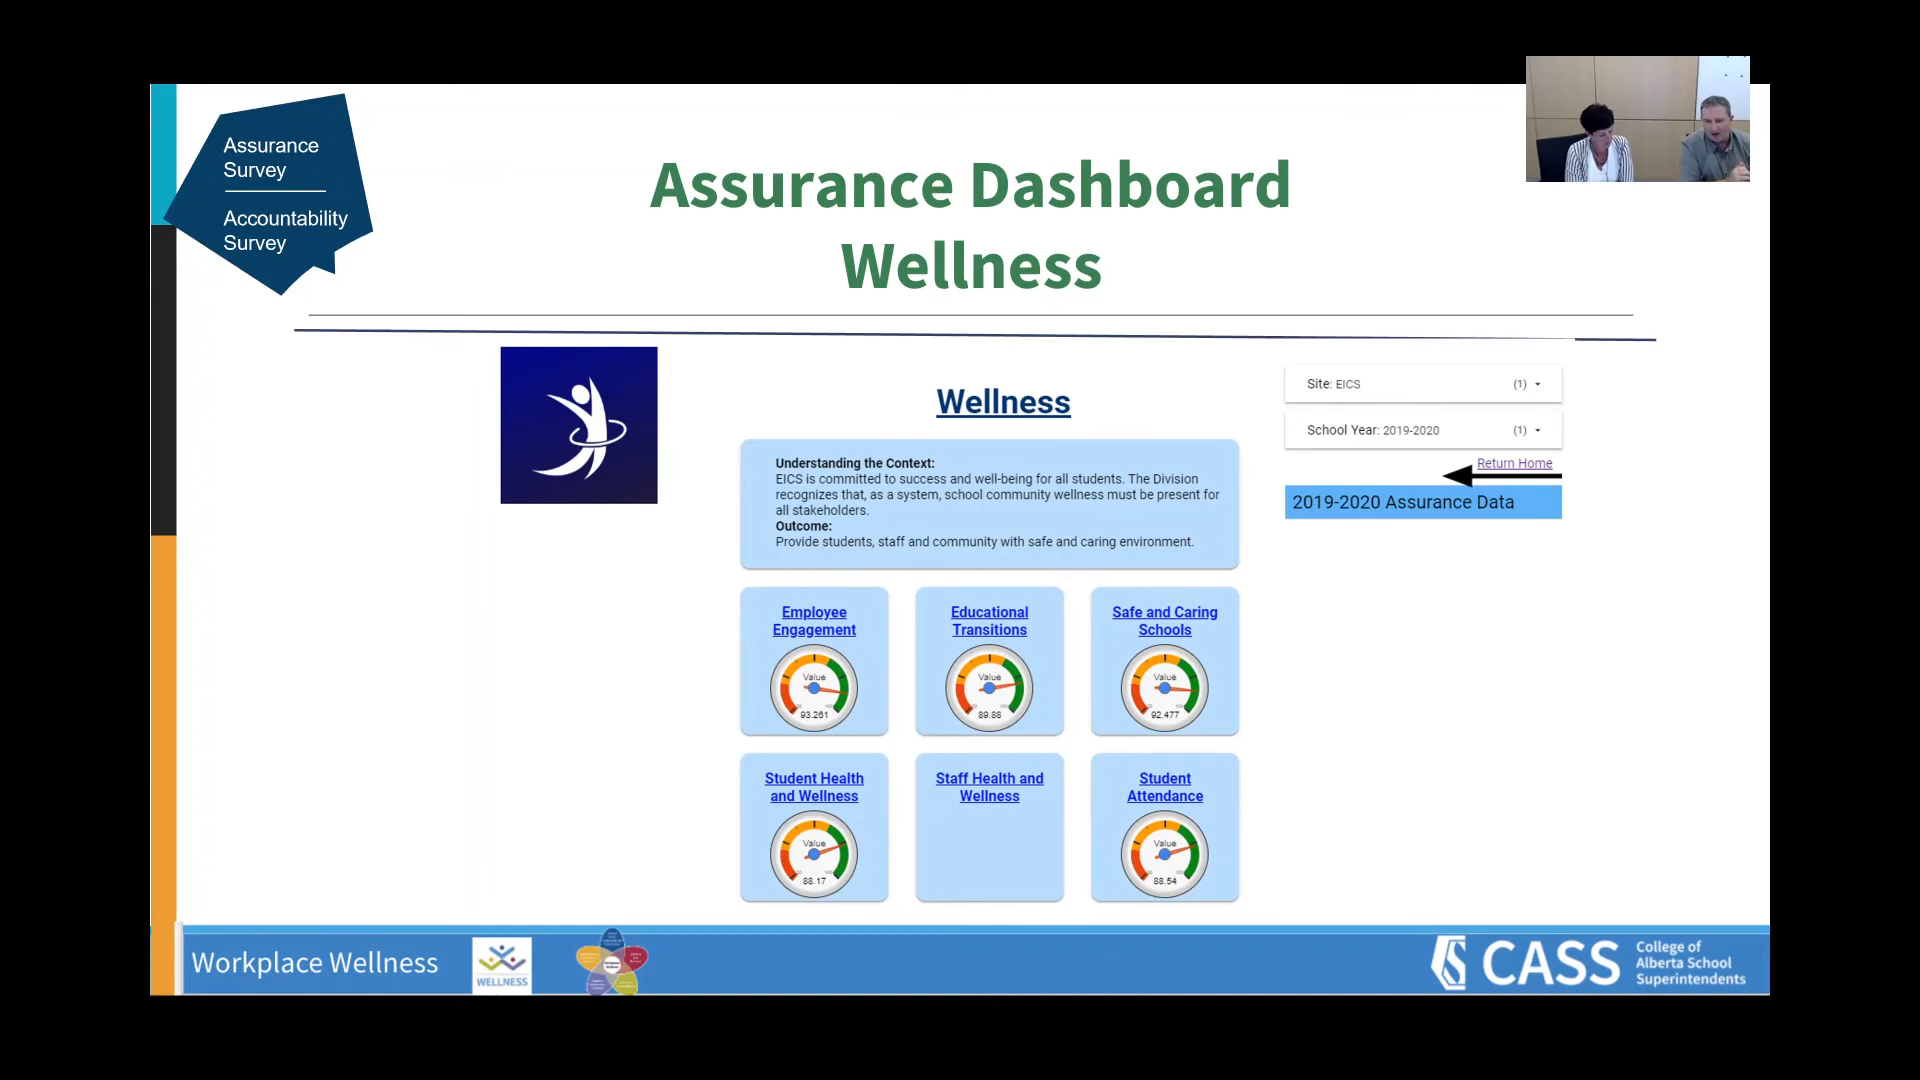 Assurance
Survey
Accountability
Survey
Assurance Dashboard
Wellness
Wellness
Site: EICS (1)
School Year: 2019-2020 (1)
Return Home
2019-2020 Assurance Data
Understanding the Context:
EICS is committed to success and well-being for all students. The Division
recognizes that, as a system, school community wellness must be present for
all stakeholders.
Outcome:
Provide students, staff and community with safe and caring environment.
Employee
Engagement
Value
93.261
Educational
Transitions
Value
89.88
Safe and Caring
Schools
Value
92.477
Student Health
and Wellness
Value
88.17
Staff Health and
Wellness
Student
Attendance
Value
88.54
Workplace Wellness
WELLNESS
CASS
College of
Alberta School
Superintendents